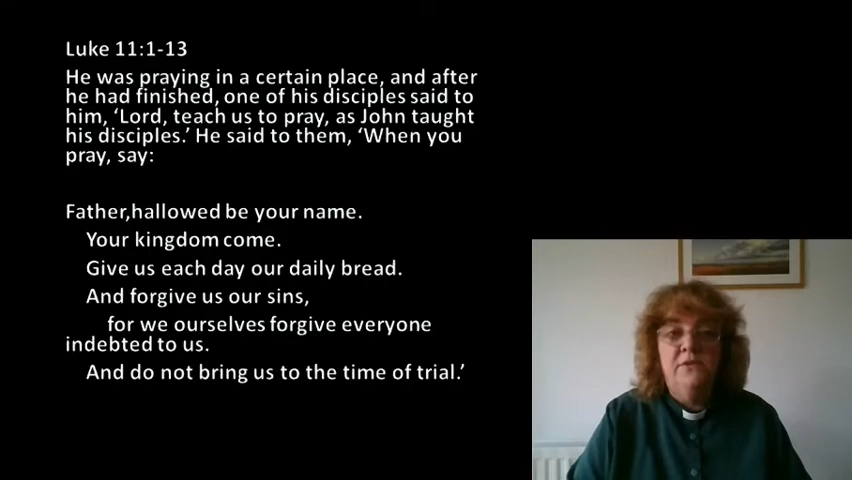 Luke 11:1-13
He was praying in a certain place, and after
he had finished, one of his disciples said to
him, ‘Lord, teach us to pray, as John taught
his disciples.’ He said to them, ‘When you
pray, say:
Father,hallowed be your name.
Your kingdom come.
Give us each day our daily bread.
And forgive us our sins,
for we ourselves forgive everyone
indebted to us.
And do not bring us to the time of trial.’